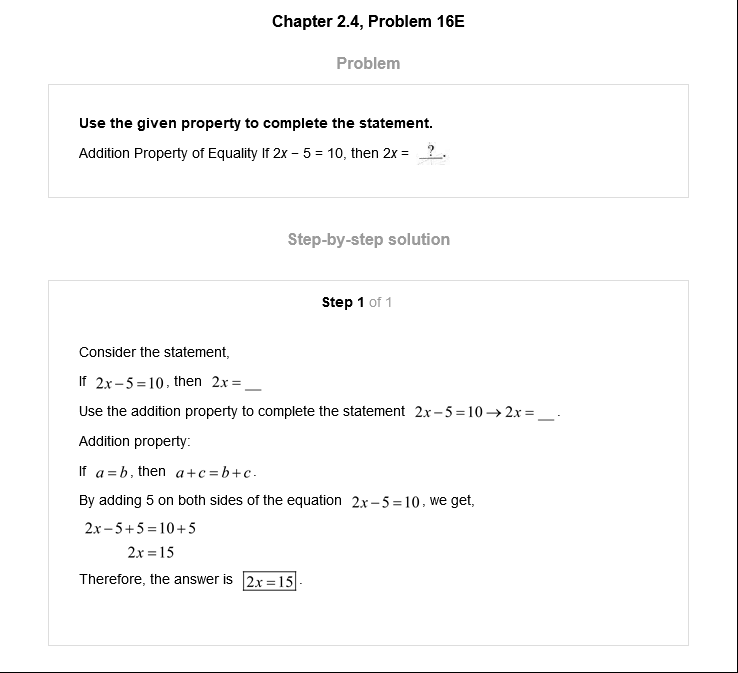 Chapter 2.4, Problem 16E
Problem
Use the given property to complete the statement.
Addition Property of Equality If 2x − 5 = 10, then 2x = ? .
Step-by-step solution
Step 1 of 1
Consider the statement,
If 2x − 5 = 10, then 2x = __
Use the addition property to complete the statement 2x − 5 = 10 → 2x = __ .
Addition property:
If a = b, then a + c = b + c.
By adding 5 on both sides of the equation 2x − 5 = 10, we get,
2x − 5 + 5 = 10 + 5
2x = 15
Therefore, the answer is 2x = 15.